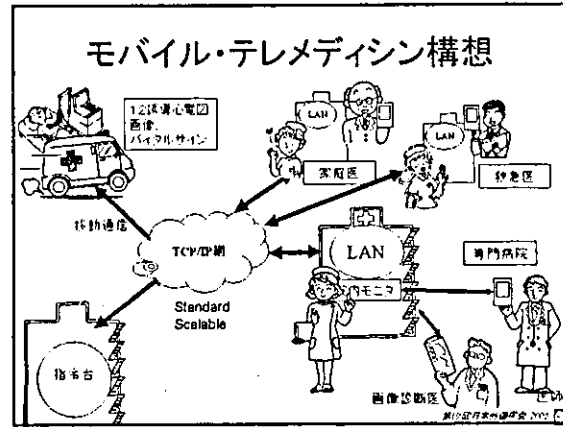 モバイル・テレメディシン構想
12誘導心電図
画像、
バイタルサイン
LAN
家庭医
LAN
救急医
移動通信
TCP/IP網
LAN
専門病院
内モニタ
Standard
Scalable
指令台
画像診断医
2002